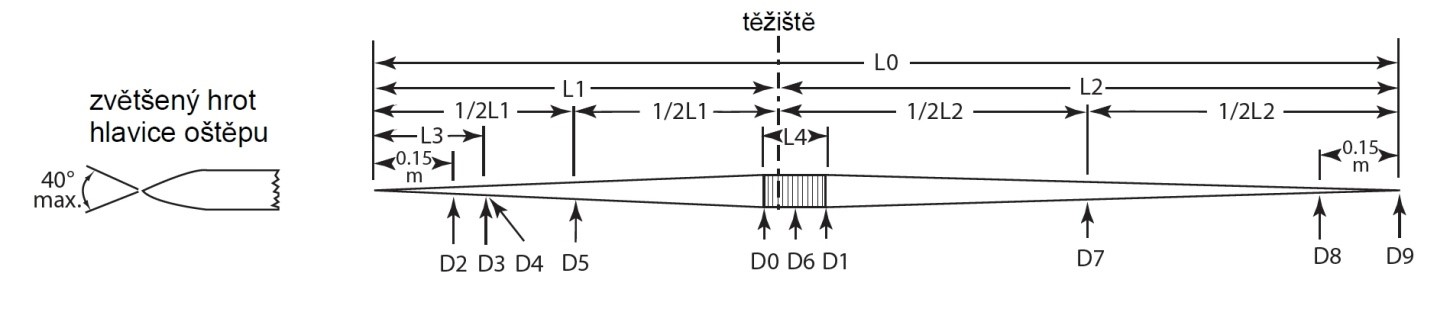 těžiště
L0
L1 L2
1/2L1 1/2L1 1/2L2 1/2L2
zvětšený hrot
hlavice oštěpu
L3 L4
0.15
m
0.15
m
40°
max.
D2 D3 D4 D5 D0 D6 D1 D7 D8 D9